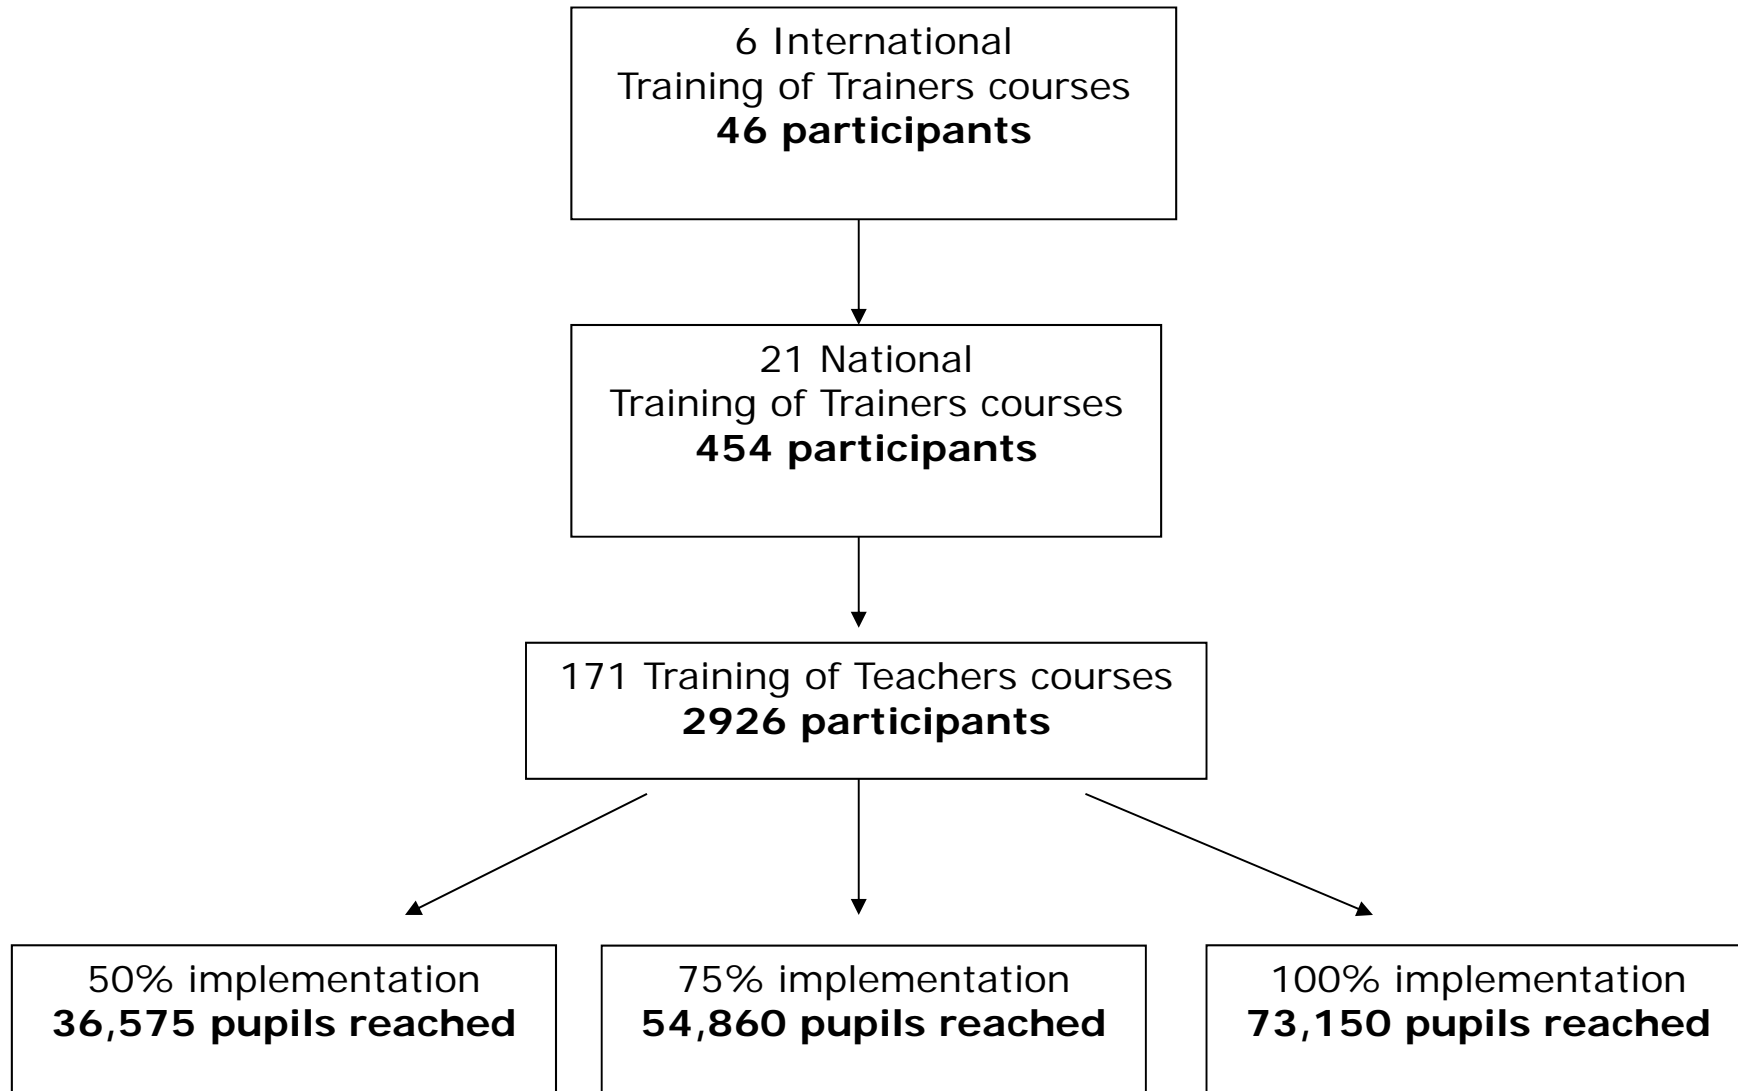 6 International
Training of Trainers courses
46 participants
21 National
Training of Trainers courses
454 participants
171 Training of Teachers courses
2926 participants
50% implementation
36,575 pupils reached
75% implementation
54,860 pupils reached
100% implementation
73,150 pupils reached